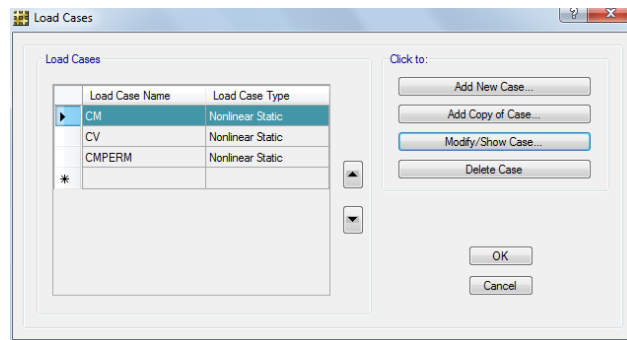 Load Cases
Load Cases
Load Case Name Load Case Type
CM Nonlinear Static
CV Nonlinear Static
CMPERM Nonlinear Static
Click to:
Add New Case...
Add Copy of Case...
Modify/Show Case...
Delete Case
OK
Cancel